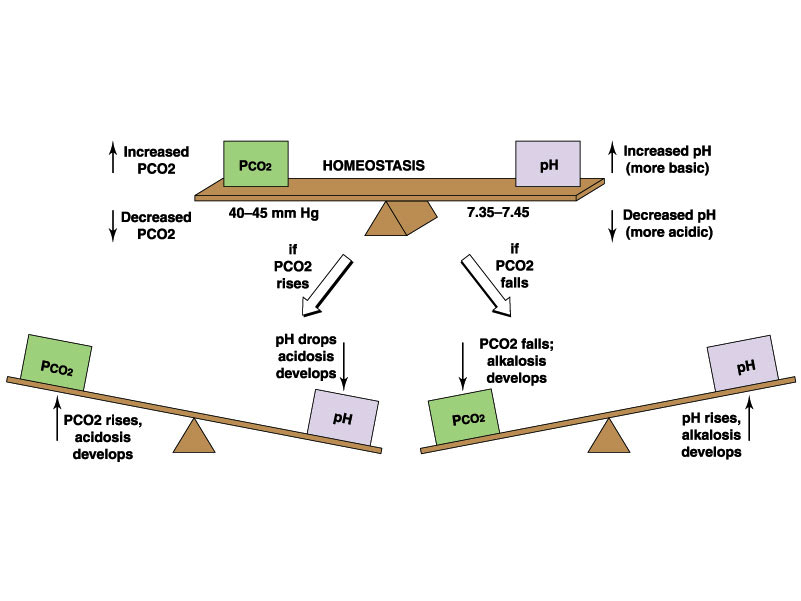 Increased
PCO2
PCO2
HOMEOSTASIS
pH
Increased pH
(more basic)
Decreased
PCO2
40–45 mm Hg
7.35–7.45
Decreased pH
(more acidic)
if
PCO2
rises
if
PCO2
falls
pH drops
acidosis
develops
PCO2 falls;
alkalosis
develops
PCO2
pH
PCO2
pH
PCO2 rises,
acidosis
develops
pH rises,
alkalosis
develops